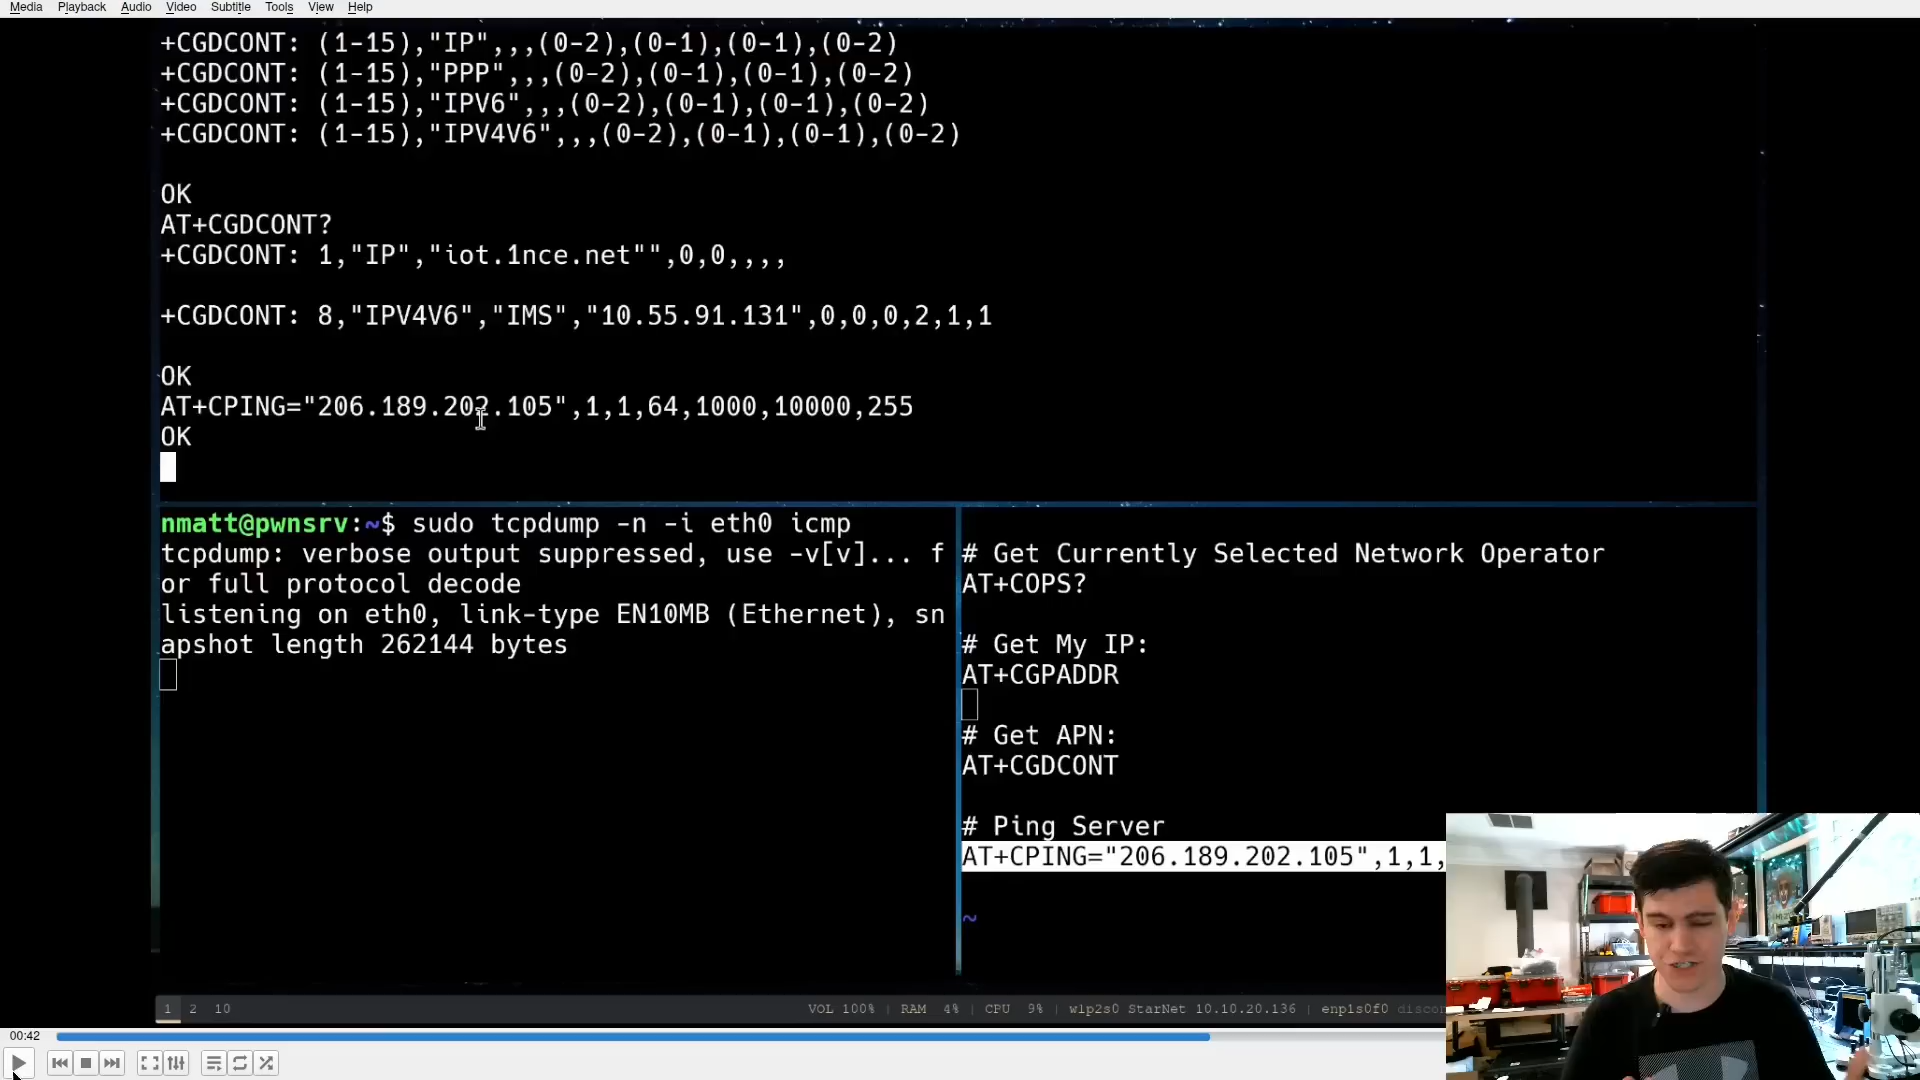 Media Playback Audio Video Subtitle Tools View Help
+CGDCONT: (1-15),"IP",,,(0-2),(0-1),(0-1),(0-2)
+CGDCONT: (1-15),"PPP",,,(0-2),(0-1),(0-1),(0-2)
+CGDCONT: (1-15),"IPV6",,,(0-2),(0-1),(0-1),(0-2)
+CGDCONT: (1-15),"IPV4V6",,,(0-2),(0-1),(0-1),(0-2)
OK
AT+CGDCONT?
+CGDCONT: 1,"IP","iot.1nce.net"",0,0,,,,
+CGDCONT: 8,"IPV4V6","IMS","10.55.91.131",0,0,0,2,1,1
OK
AT+CPING="206.189.202.105",1,1,64,1000,10000,255
OK
nmatt@pwnsrv:~$ sudo tcpdump -n -i eth0 icmp
tcpdump: verbose output suppressed, use -v[v]... f
or full protocol decode
listening on eth0, link-type EN10MB (Ethernet), sn
apshot length 262144 bytes
# Get Currently Selected Network Operator
AT+COPS?
# Get My IP:
AT+CGPADDR
# Get APN:
AT+CGDCONT
# Ping Server
AT+CPING="206.189.202.105",1,1,
~
1 2 10
VOL 100% | RAM 4% | CPU 9% | wlp2s0 StarNet 10.10.20.136 | enp1s0f0 disco
00:42